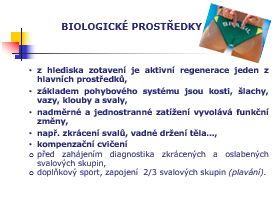 BIOLOGICKÉ PROSTŘEDKY
BRASIL
• z hlediska zotavení je aktivní regenerace jeden z
hlavních prostředků,
• základem pohybového systému jsou kosti, šlachy,
vazy, klouby a svaly,
• nadměrné a jednostranné zatížení vyvolává funkční
změny,
• např. zkrácení svalů, vadné držení těla…,
• kompenzační cvičení
o před zahájením diagnostika zkrácených a oslabených
svalových skupin,
o doplňkový sport, zapojení 2/3 svalových skupin (plavání).